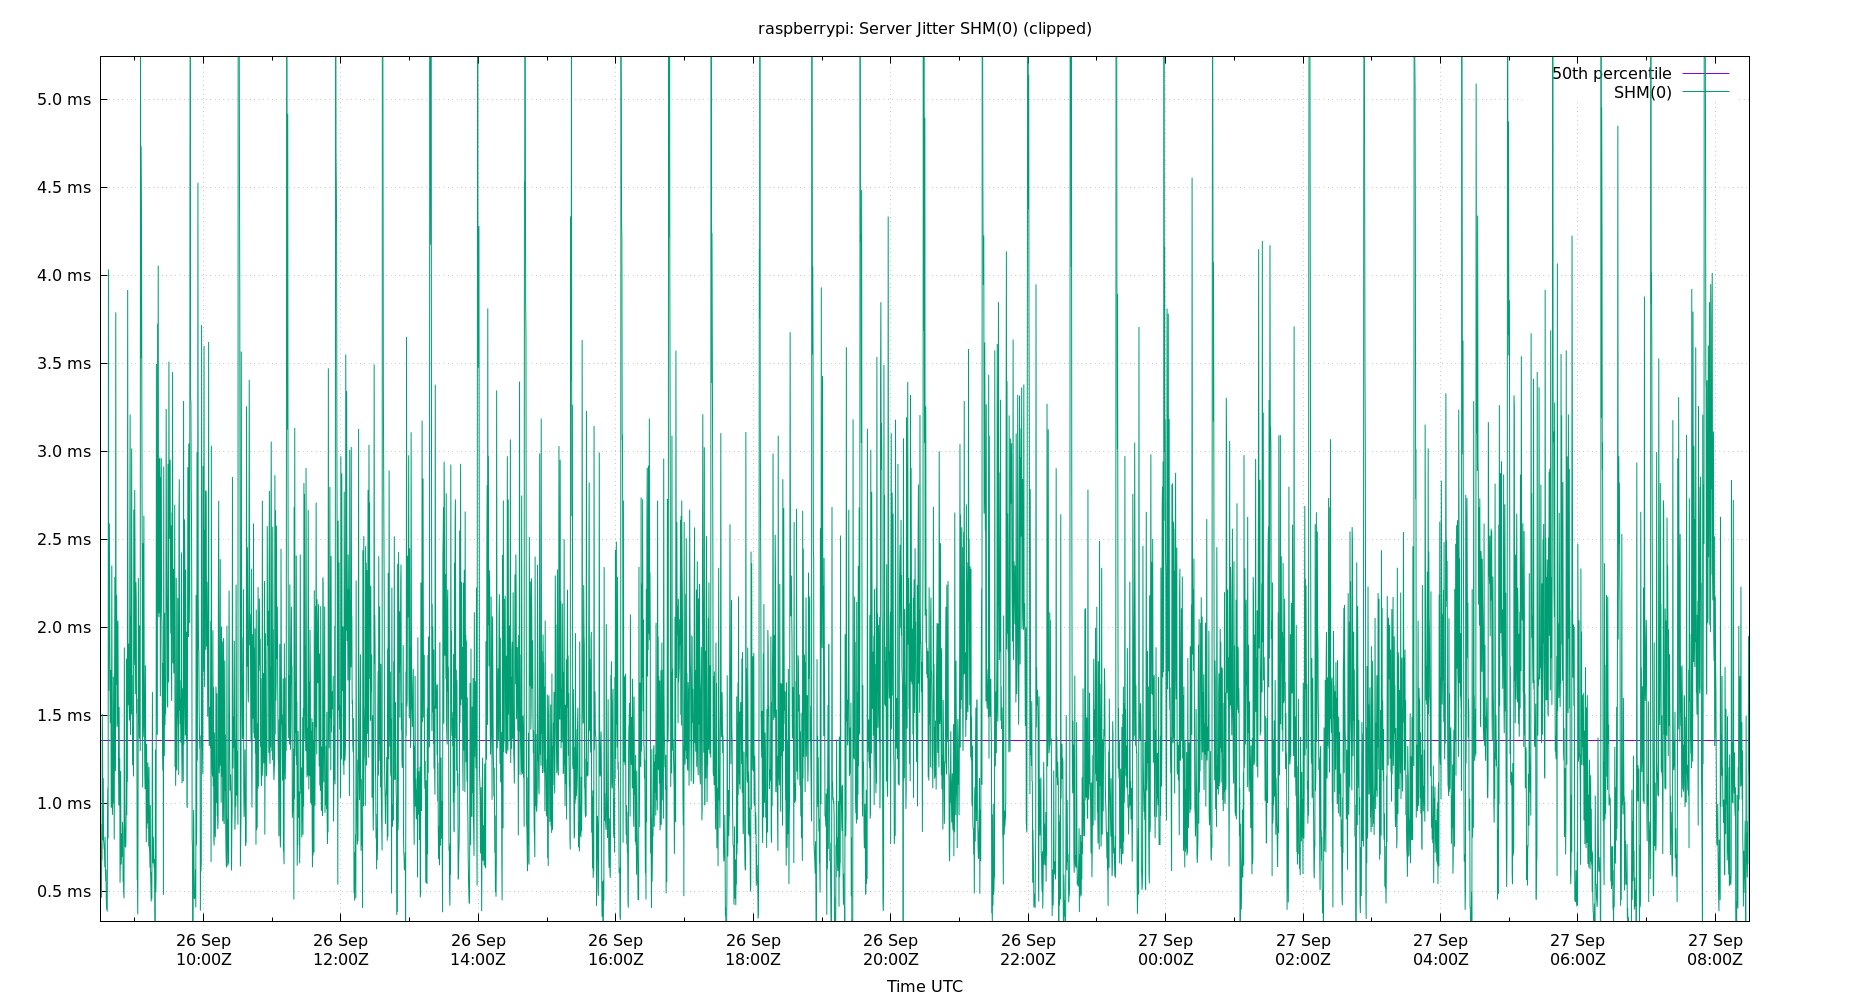 raspberrypi: Server Jitter SHM(0) (clipped)
50th percentile
SHM(0)
5.0 ms
4.5 ms
4.0 ms
3.5 ms
3.0 ms
2.5 ms
2.0 ms
1.5 ms
1.0 ms
0.5 ms
26 Sep 26 Sep 26 Sep 26 Sep 26 Sep 26 Sep 26 Sep 27 Sep 27 Sep 27 Sep 27 Sep 27 Sep
10:00Z 12:00Z 14:00Z 16:00Z 18:00Z 20:00Z 22:00Z 00:00Z 02:00Z 04:00Z 06:00Z 08:00Z
Time UTC